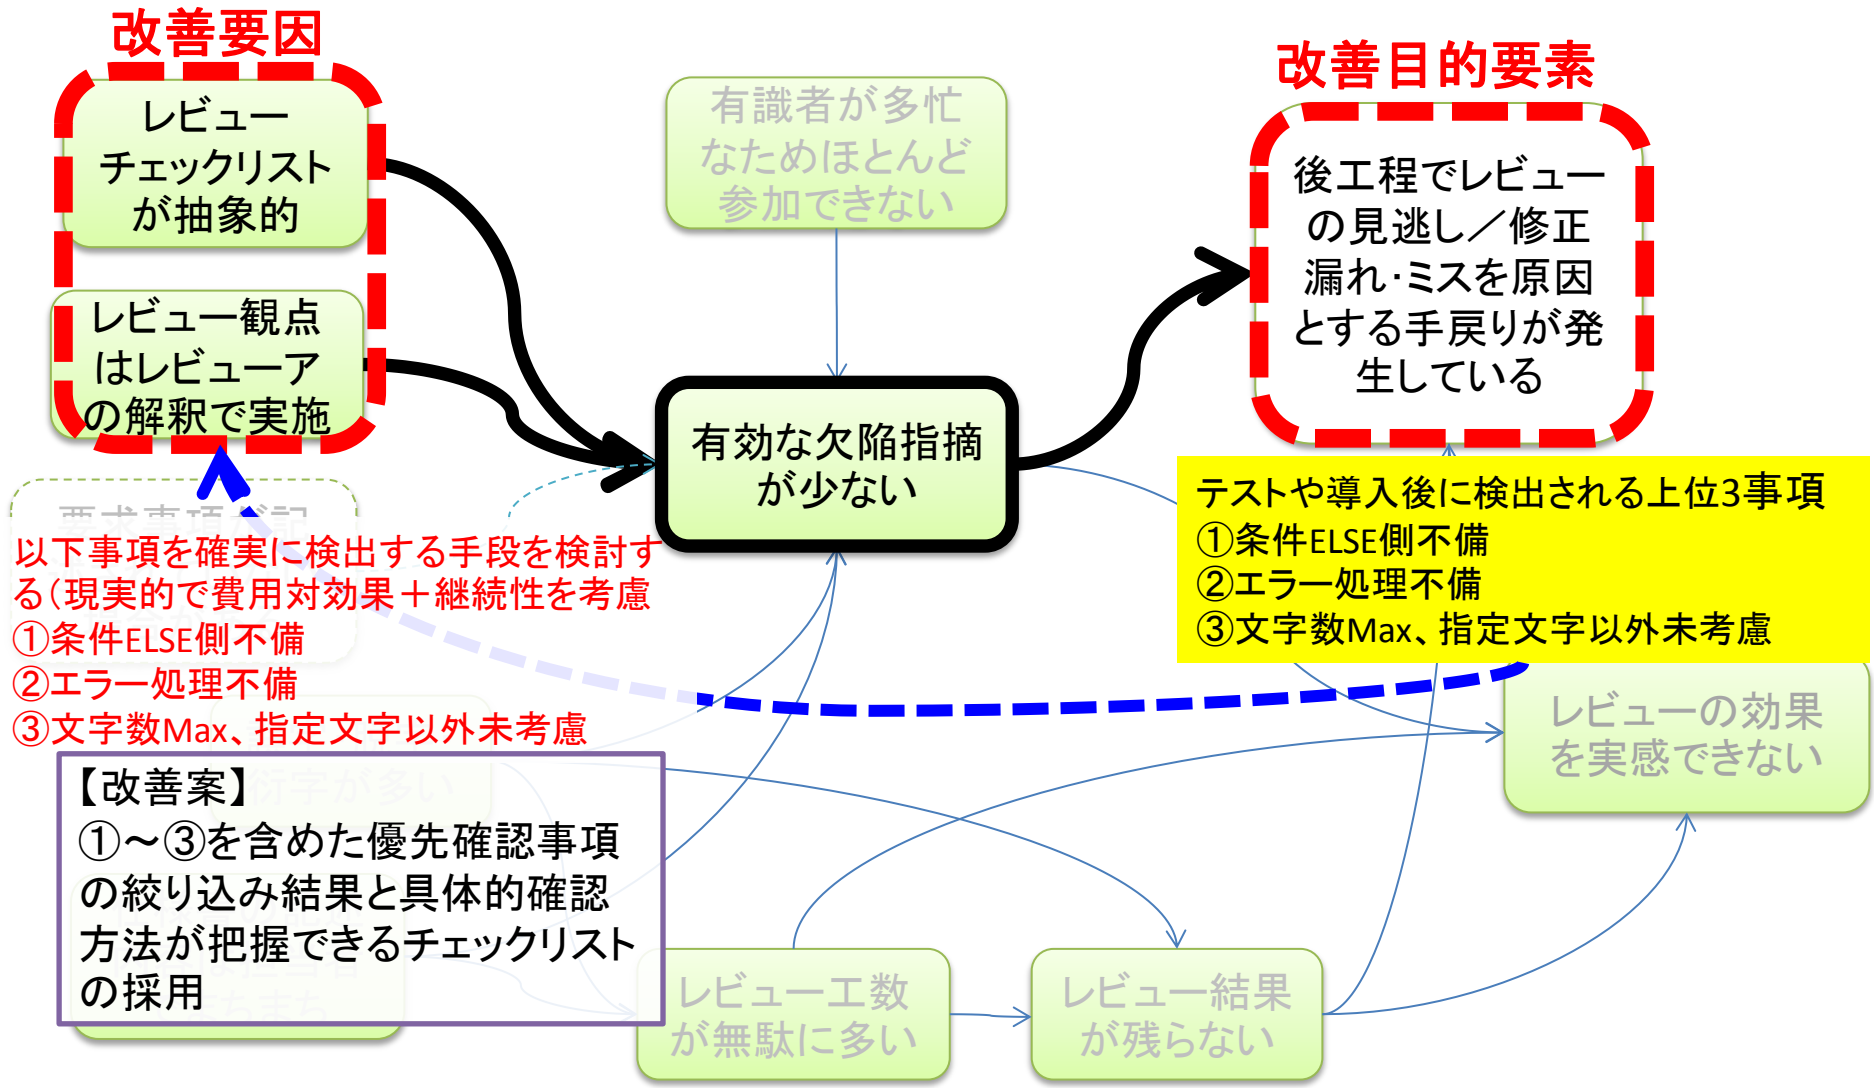 改善要因
レビュー
チェックリスト
が抽象的
レビュー観点
はレビューア
の解釈で実施
有識者が多忙
なためほとんど
参加できない
改善目的要素
後工程でレビュー
の見逃し／修正
漏れ･ミスを原因
とする手戻りが発
生している
有効な欠陥指摘
が少ない
テストや導入後に検出される上位3事項
①条件ELSE側不備
②エラー処理不備
③文字数Max、指定文字以外未考慮
要求事項が記
以下事項を確実に検出する手段を検討す
る（現実的で費用対効果＋継続性を考慮
①条件ELSE側不備
②エラー処理不備
③文字数Max、指定文字以外未考慮
衍字が多い
【改善案】
①～③を含めた優先確認事項
の絞り込み結果と具体的確認
方法が把握できるチェックリスト
の採用
レビューの効果
を実感できない
レビュー工数
が無駄に多い
レビュー結果
が残らない